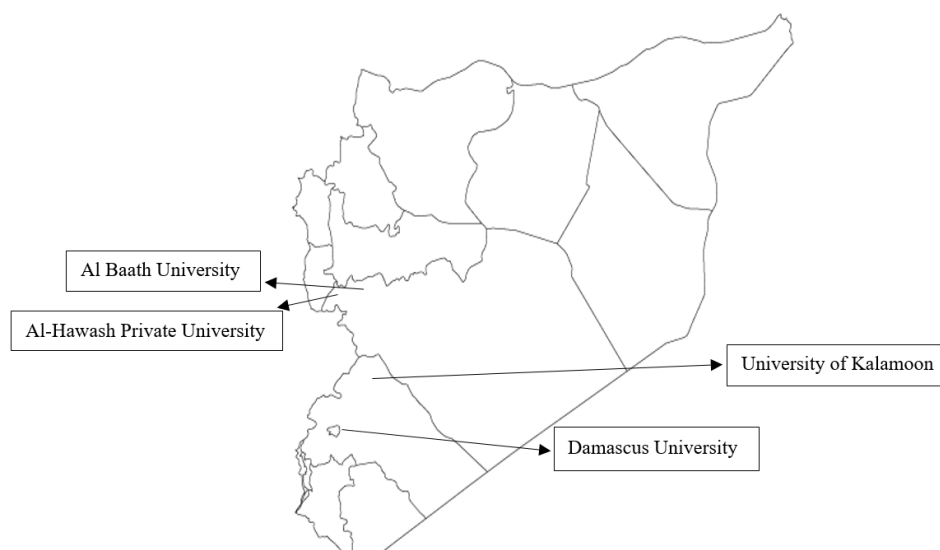 Al Baath University
Al-Hawash Private University
University of Kalamoon
Damascus University